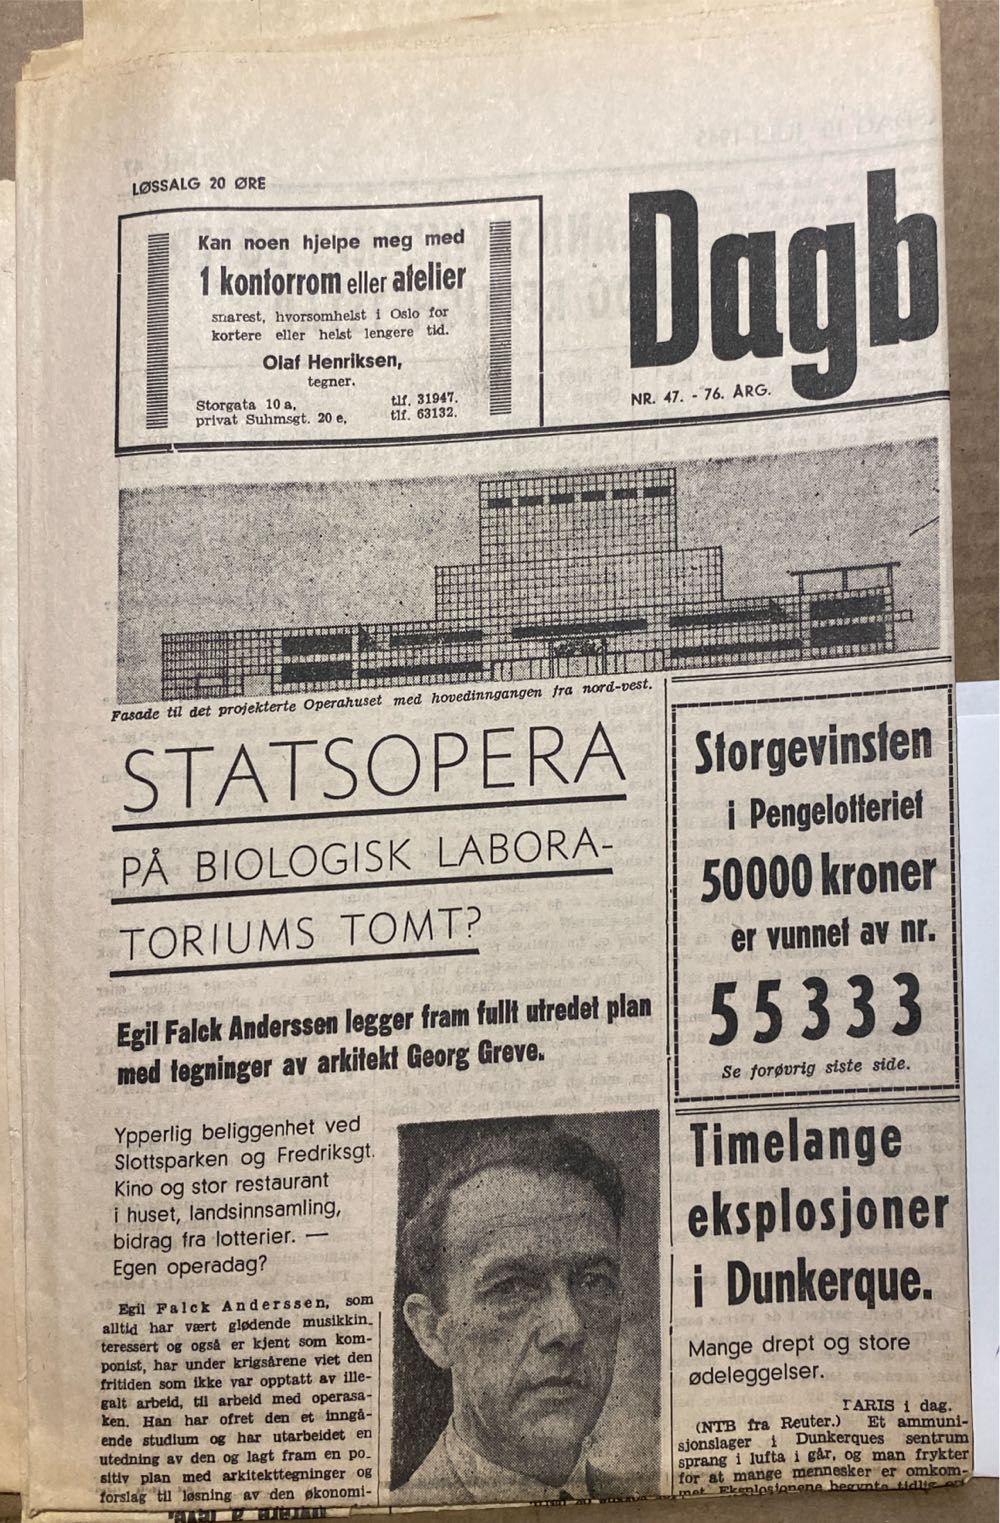 LØSSALG 20 ØRE
Kan noen hjelpe meg med
1 kontorrom eller atelier
snarest, hvorsomhelst i Oslo for
kortere eller helst lengere tid.
Olaf Henriksen,
tegner.
Storgata 10 a, tlf. 31947.
privat Suhmsgt. 20 e, tlf. 63132.
Dagb
NR. 47. - 76. ÅRG.
Fasade til det projekterte Operahuset med hovedinngangen fra nord-vest.
STATSOPERA
PÅ BIOLOGISK LABORA-
TORIUMS TOMT?
Egil Falck Anderssen legger fram fullt utredet plan
med tegninger av arkitekt Georg Greve.
Ypperlig beliggenhet ved
Slottsparken og Fredriksgt.
Kino og stor restaurant
i huset, landsinnsamling,
bidrag fra lotterier. —
Egen operadag?
Egil Falck Anderssen, som
alltid har vært glødende musikkin-
teressert og også er kjent som kom-
ponist, har under krigsårene viet den
fritiden som ikke var opptatt av ille-
galt arbeid, til arbeid med operasa-
ken. Han har ofret den et inngå-
ende studium og har utarbeidet en
utedning av den og lagt fram en po-
sitiv plan med arkitekttegninger og
forslag til løsning av den økonomi-
Storgevinsten
i Pengelotteriet
50000 kroner
er vunnet av nr.
55333
Se forøvrig siste side.
Timelange
eksplosjoner
i Dunkerque.
Mange drept og store
ødeleggelser.
PARIS i dag.
(NTB fra Reuter.) Et ammuni-
sjonslager i Dunkerques sentrum
sprang i lufta i går, og man frykter
for at mange mennesker er omkom-
met. Eksplosjonene begynte tidlig